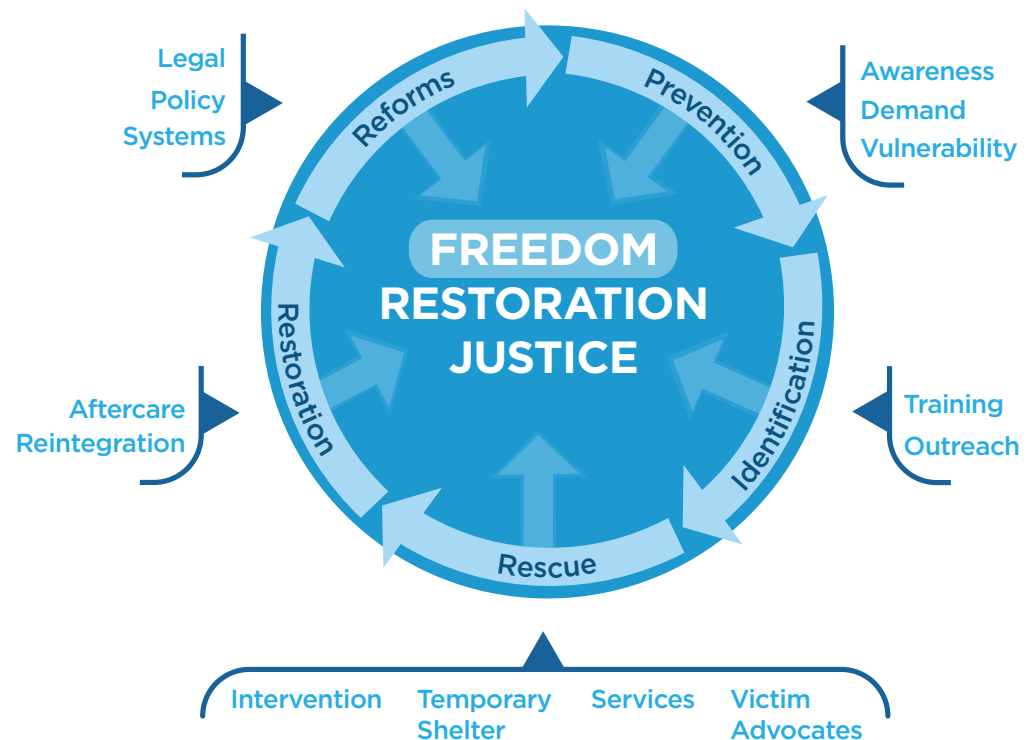 Legal
Policy
Systems
Reforms
Prevention
Awareness
Demand
Vulnerability
FREEDOM
RESTORATION
JUSTICE
Restoration
Identification
Aftercare
Reintegration
Training
Outreach
Rescue
Intervention
Temporary
Shelter
Services
Victim
Advocates